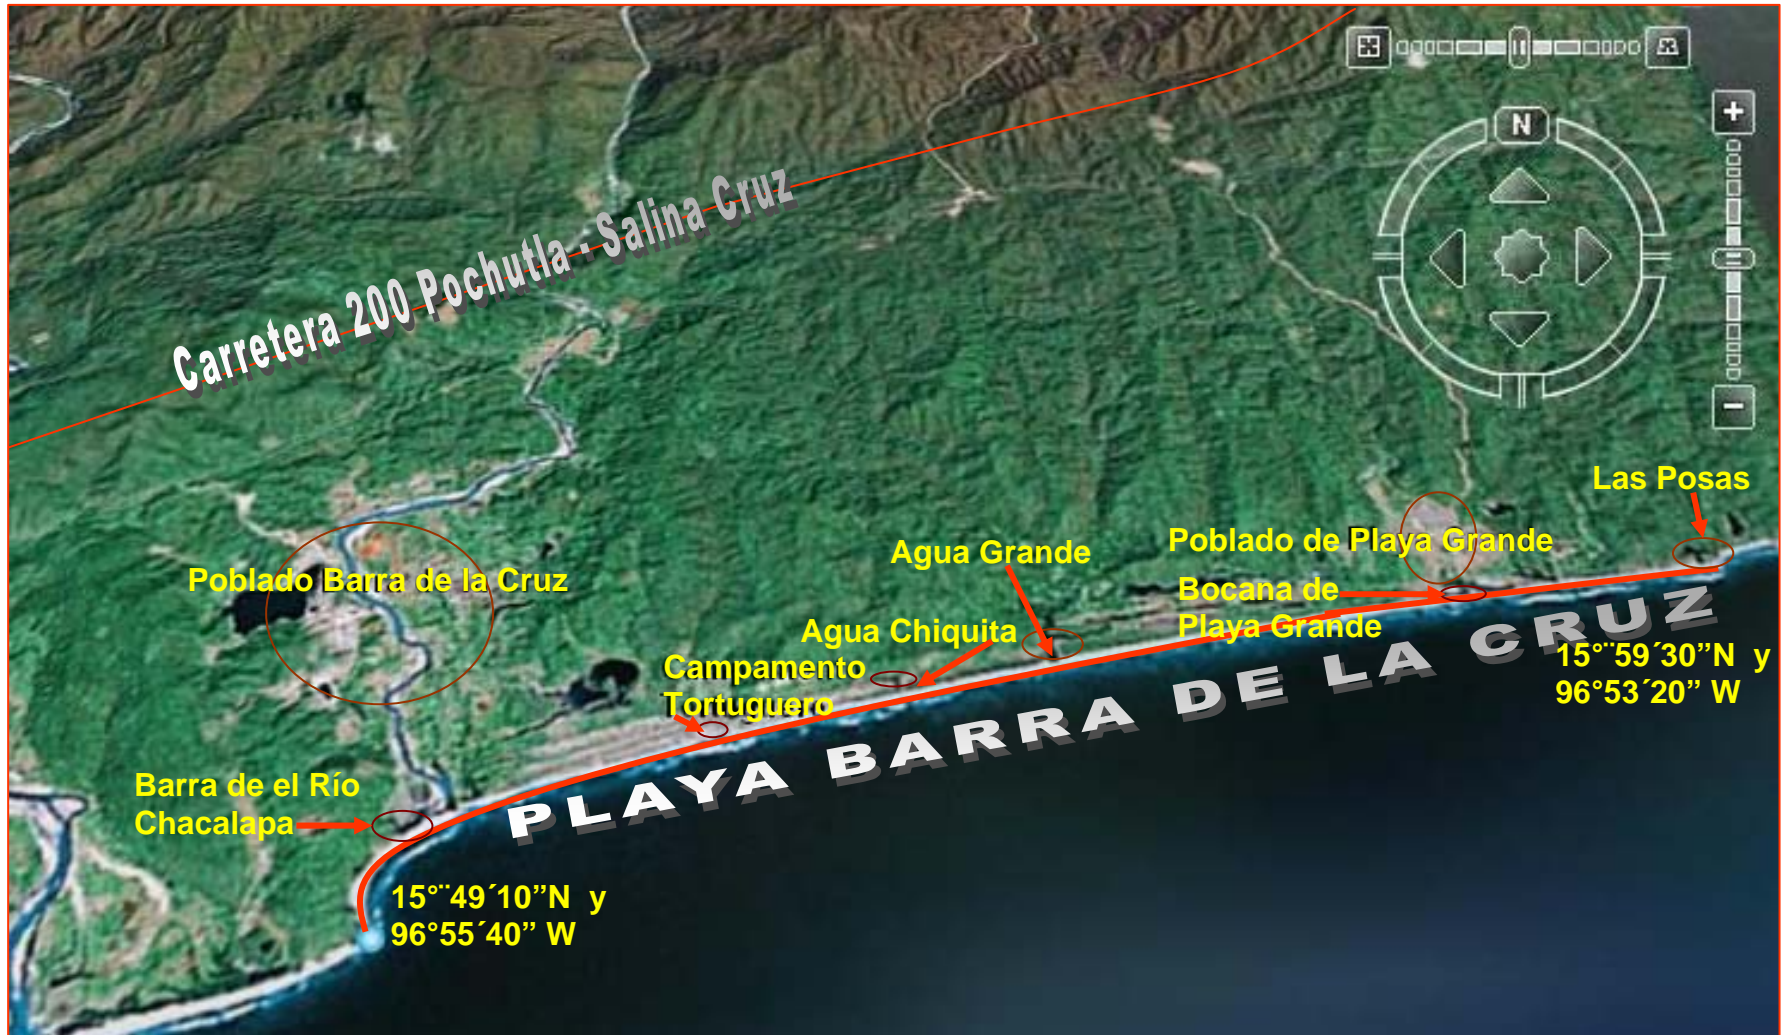 N
+
−
Carretera 200 Pochutla - Salina Cruz
Las Posas
Agua Grande
Poblado de Playa Grande
Poblado Barra de la Cruz
Bocana de
Playa Grande
Agua Chiquita
Campamento
Tortuguero
15°¨59´30”N y
96°53´20” W
PLAYA BARRA DE LA CRUZ
Barra de el Río
Chacalapa
15°¨49´10”N y
96°55´40” W